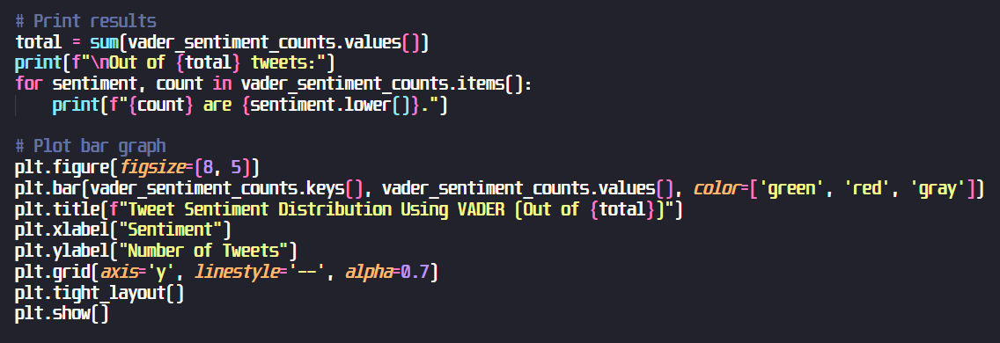 # Print results
total = sum(vader_sentiment_counts.values())
print(f"\nOut of {total} tweets:")
for sentiment, count in vader_sentiment_counts.items():
    print(f"{count} are {sentiment.lower()}.")

# Plot bar graph
plt.figure(figsize=(8, 5))
plt.bar(vader_sentiment_counts.keys(), vader_sentiment_counts.values(), color=['green', 'red', 'gray'])
plt.title(f"Tweet Sentiment Distribution Using VADER (Out of {total})")
plt.xlabel("Sentiment")
plt.ylabel("Number of Tweets")
plt.grid(axis='y', linestyle='--', alpha=0.7)
plt.tight_layout()
plt.show()